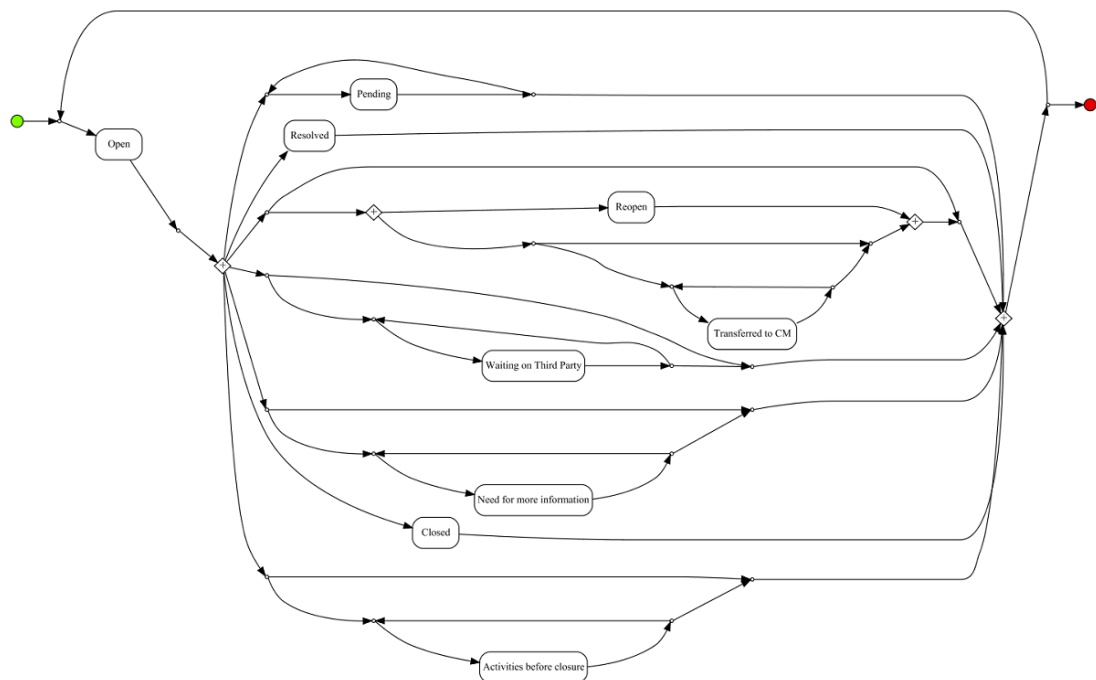 Pending
Resolved
Open
Reopen
Transferred to CM
Waiting on Third Party
Need for more information
Closed
Activities before closure